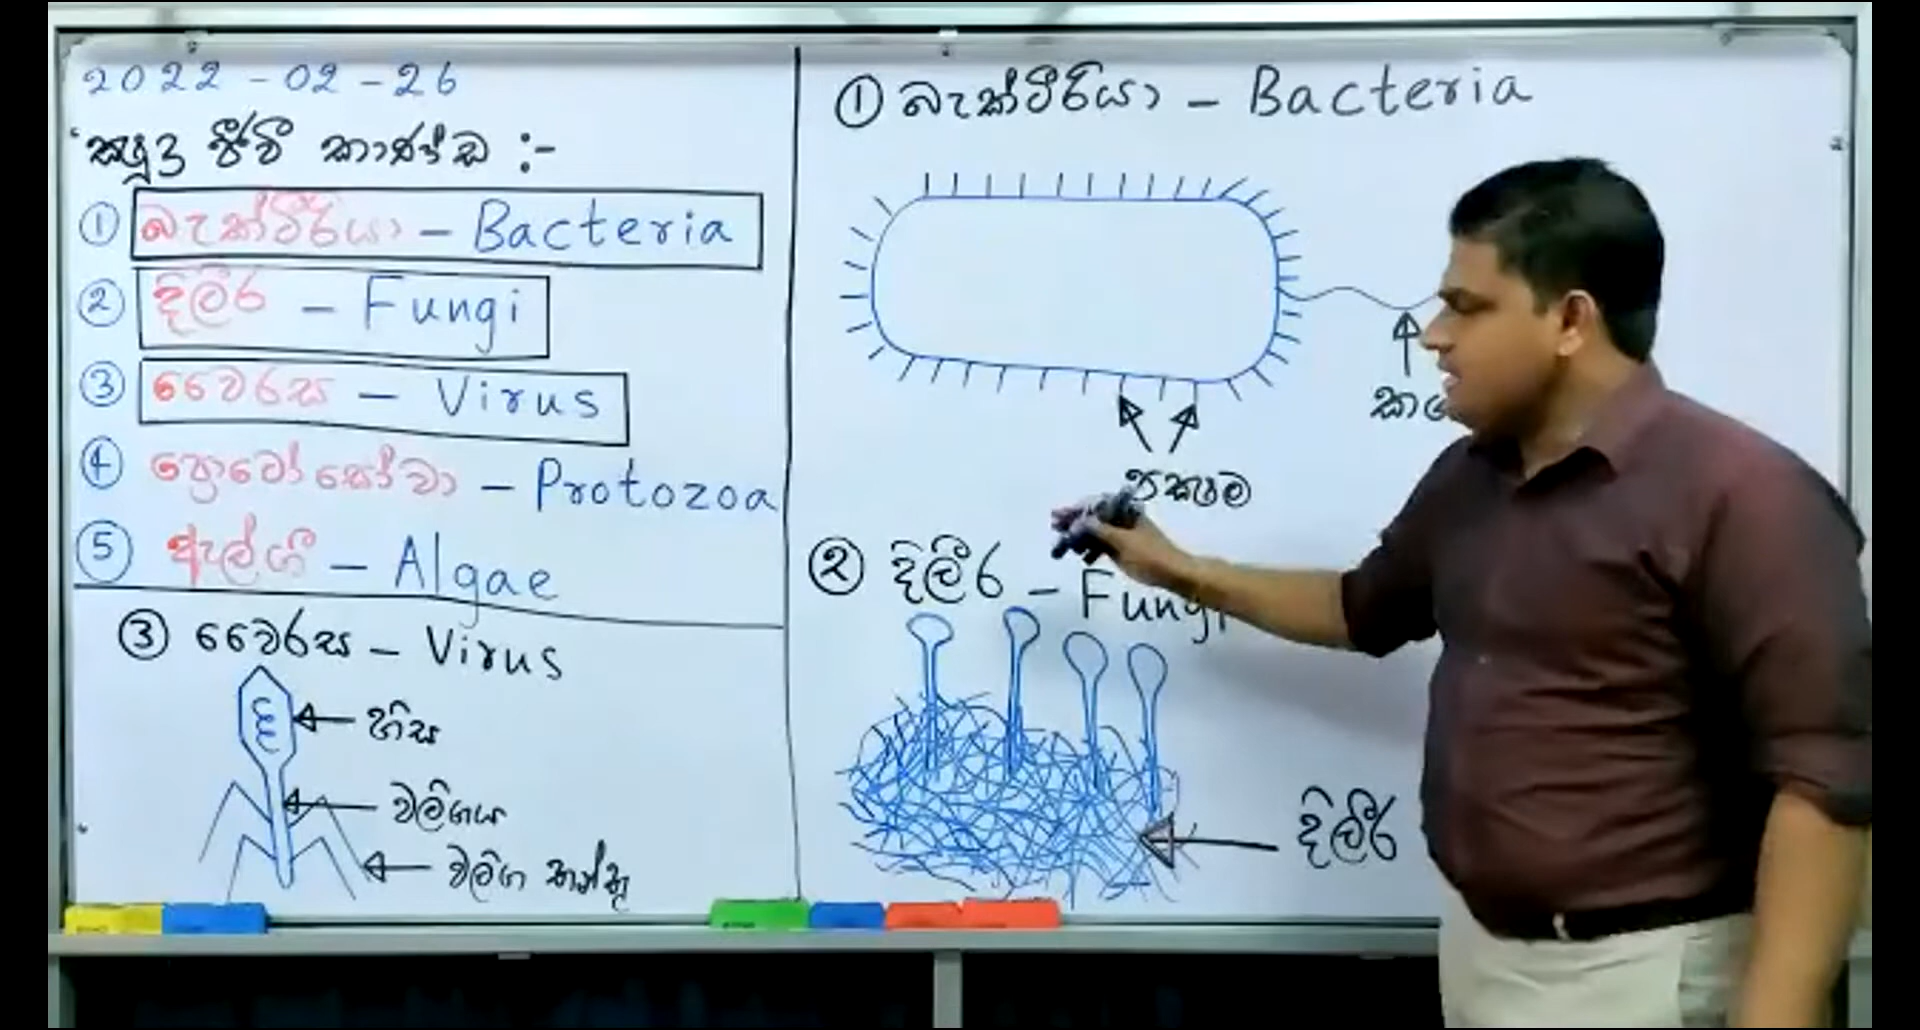 2022 - 02 - 26
ක්ෂුද්‍ර ජීවී කාණ්ඩ :-
① බැක්ටීරියා - Bacteria
② දිලීර - Fungi
③ වෛරස - Virus
④ ප්‍රොටෝසෝවා - Protozoa
⑤ ඇල්ගී - Algae
③ වෛරස - Virus
හිස
වලිගය
වලිග තන්තු
① බැක්ටීරියා - Bacteria
පක්ෂ්ම
② දිලීර - Fungi
දිලීර